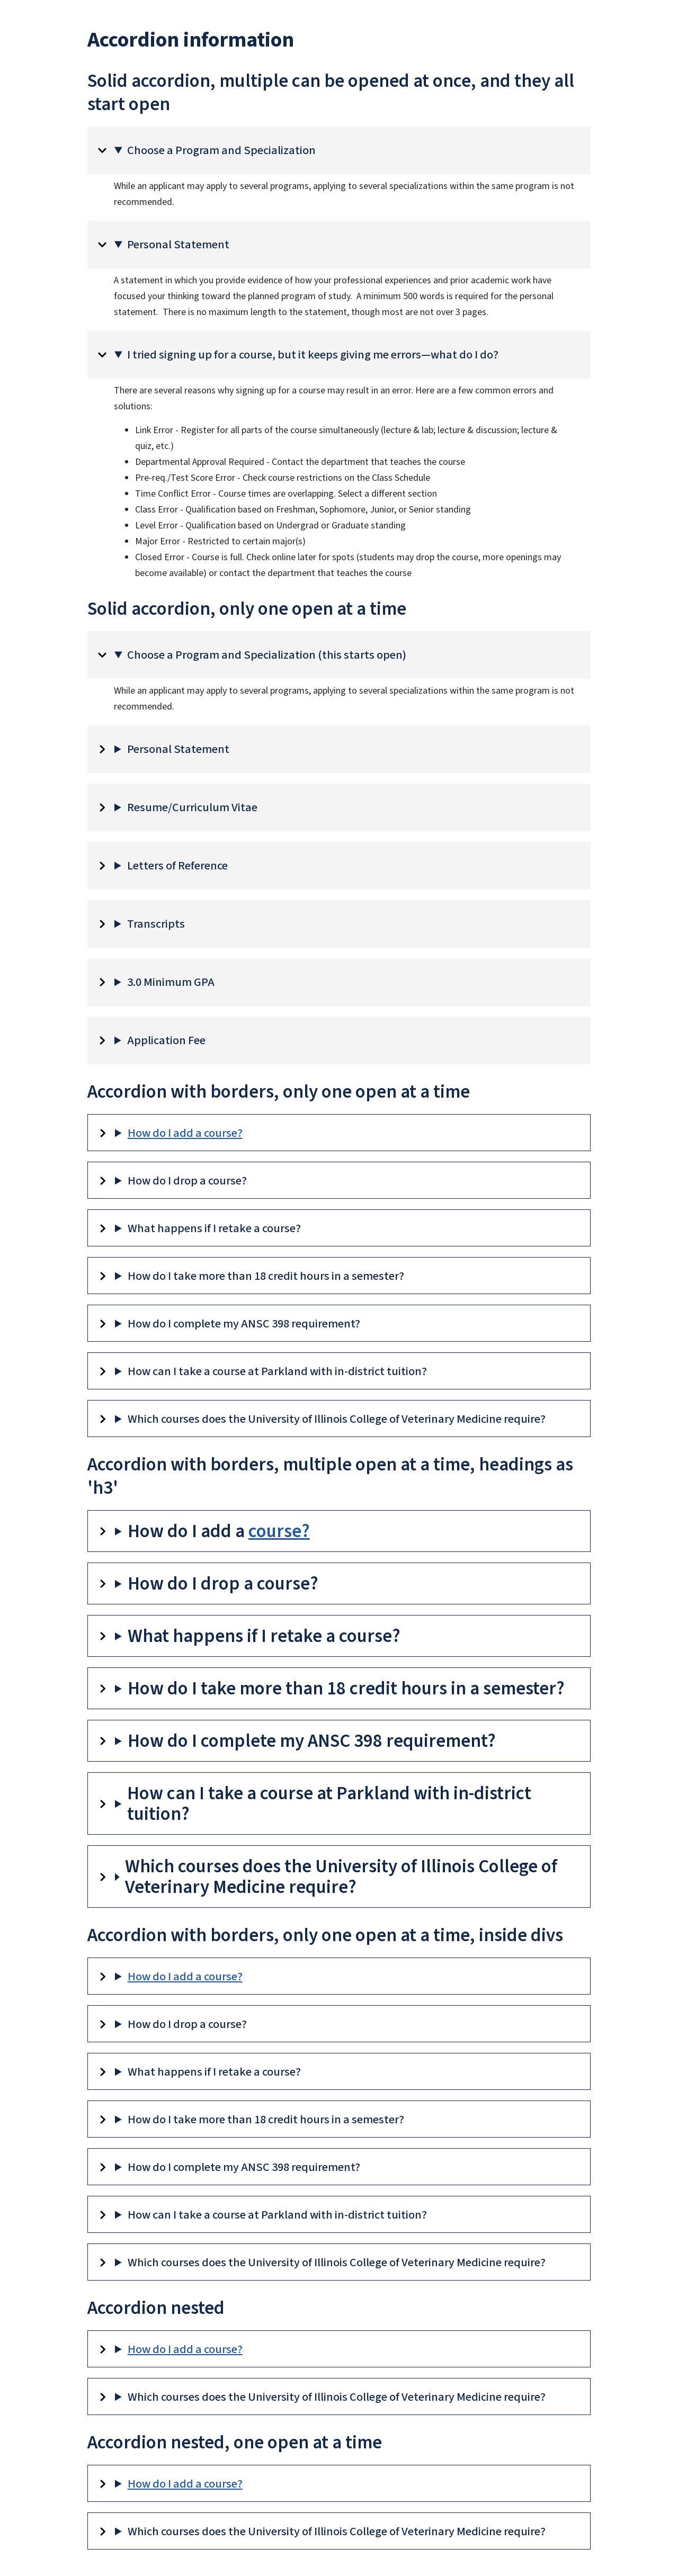 Accordion information
Solid accordion, multiple can be opened at once, and they all
start open
Choose a Program and Specialization
While an applicant may apply to several programs, applying to several specializations within the same program is not
recommended.
Personal Statement
A statement in which you provide evidence of how your professional experiences and prior academic work have
focused your thinking toward the planned program of study.  A minimum 500 words is required for the personal
statement.  There is no maximum length to the statement, though most are not over 3 pages.
I tried signing up for a course, but it keeps giving me errors—what do I do?
There are several reasons why signing up for a course may result in an error. Here are a few common errors and
solutions:
• Link Error - Register for all parts of the course simultaneously (lecture & lab; lecture & discussion; lecture &
quiz, etc.)
• Departmental Approval Required - Contact the department that teaches the course
• Pre-req./Test Score Error - Check course restrictions on the Class Schedule
• Time Conflict Error - Course times are overlapping. Select a different section
• Class Error - Qualification based on Freshman, Sophomore, Junior, or Senior standing
• Level Error - Qualification based on Undergrad or Graduate standing
• Major Error - Restricted to certain major(s)
• Closed Error - Course is full. Check online later for spots (students may drop the course, more openings may
become available) or contact the department that teaches the course
Solid accordion, only one open at a time
Choose a Program and Specialization (this starts open)
While an applicant may apply to several programs, applying to several specializations within the same program is not
recommended.
Personal Statement
Resume/Curriculum Vitae
Letters of Reference
Transcripts
3.0 Minimum GPA
Application Fee
Accordion with borders, only one open at a time
How do I add a course?
How do I drop a course?
What happens if I retake a course?
How do I take more than 18 credit hours in a semester?
How do I complete my ANSC 398 requirement?
How can I take a course at Parkland with in-district tuition?
Which courses does the University of Illinois College of Veterinary Medicine require?
Accordion with borders, multiple open at a time, headings as
'h3'
How do I add a course?
How do I drop a course?
What happens if I retake a course?
How do I take more than 18 credit hours in a semester?
How do I complete my ANSC 398 requirement?
How can I take a course at Parkland with in-district
tuition?
Which courses does the University of Illinois College of
Veterinary Medicine require?
Accordion with borders, only one open at a time, inside divs
How do I add a course?
How do I drop a course?
What happens if I retake a course?
How do I take more than 18 credit hours in a semester?
How do I complete my ANSC 398 requirement?
How can I take a course at Parkland with in-district tuition?
Which courses does the University of Illinois College of Veterinary Medicine require?
Accordion nested
How do I add a course?
Which courses does the University of Illinois College of Veterinary Medicine require?
Accordion nested, one open at a time
How do I add a course?
Which courses does the University of Illinois College of Veterinary Medicine require?